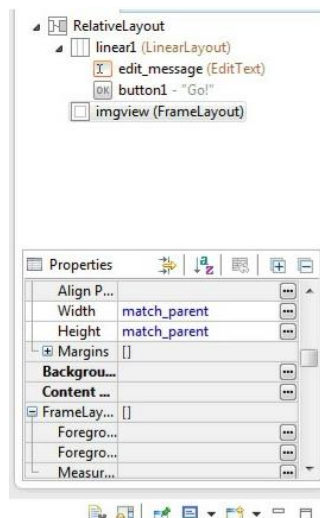 RelativeLayout
linear1 (LinearLayout)
I edit_message (EditText)
OK button1 - "Go!"
imgview (FrameLayout)
Properties
Align P...
Width match_parent
Height match_parent
Margins []
Backgrou...
Content ...
FrameLay... []
Foregro...
Foregro...
Measur...